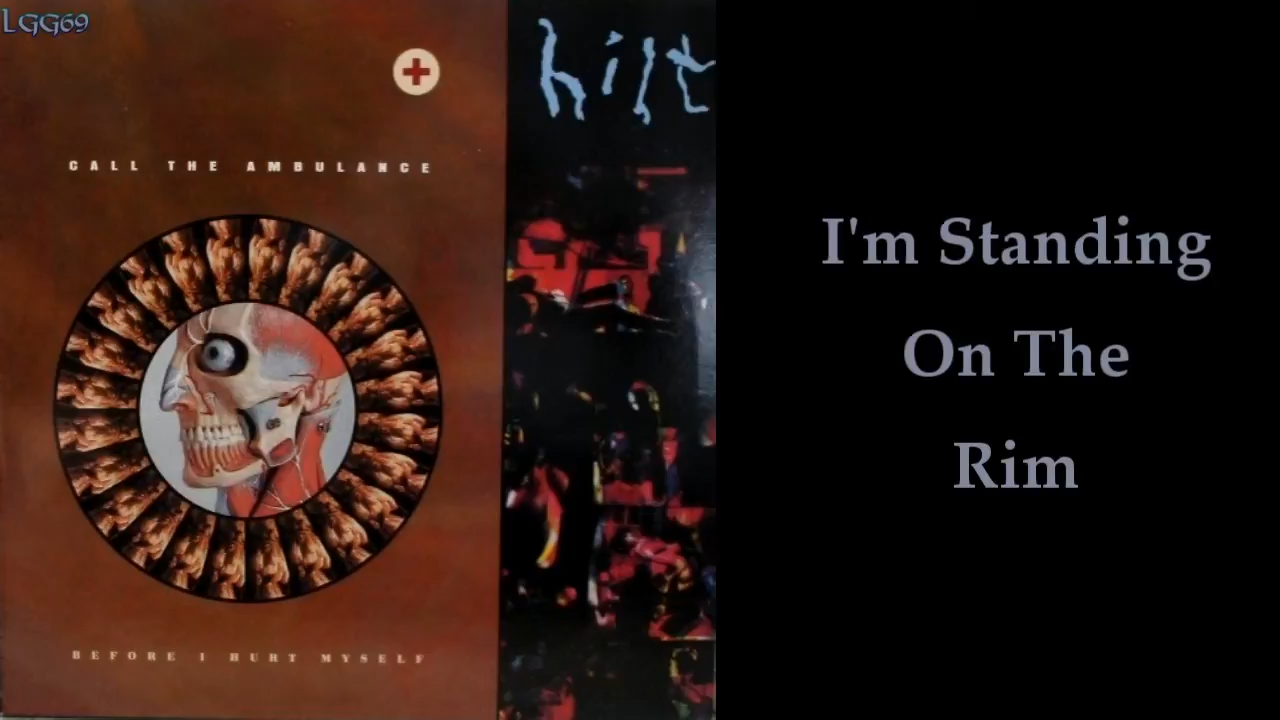 LGG69
hilt
CALL THE AMBULANCE
BEFORE I HURT MYSELF
I'm Standing
On The
Rim